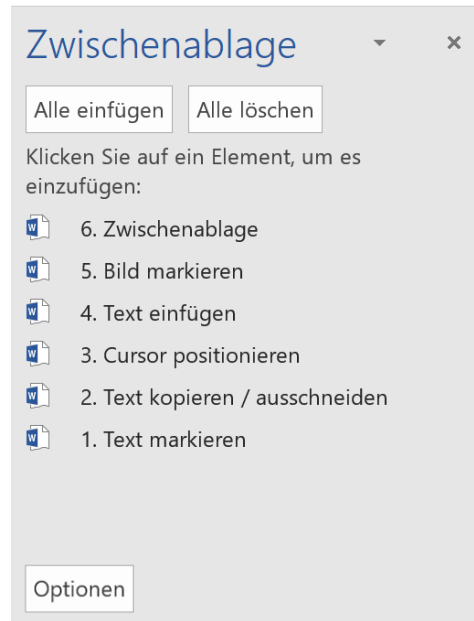 Zwischenablage
Alle einfügen Alle löschen
Klicken Sie auf ein Element, um es
einzufügen:
6. Zwischenablage
5. Bild markieren
4. Text einfügen
3. Cursor positionieren
2. Text kopieren / ausschneiden
1. Text markieren
Optionen